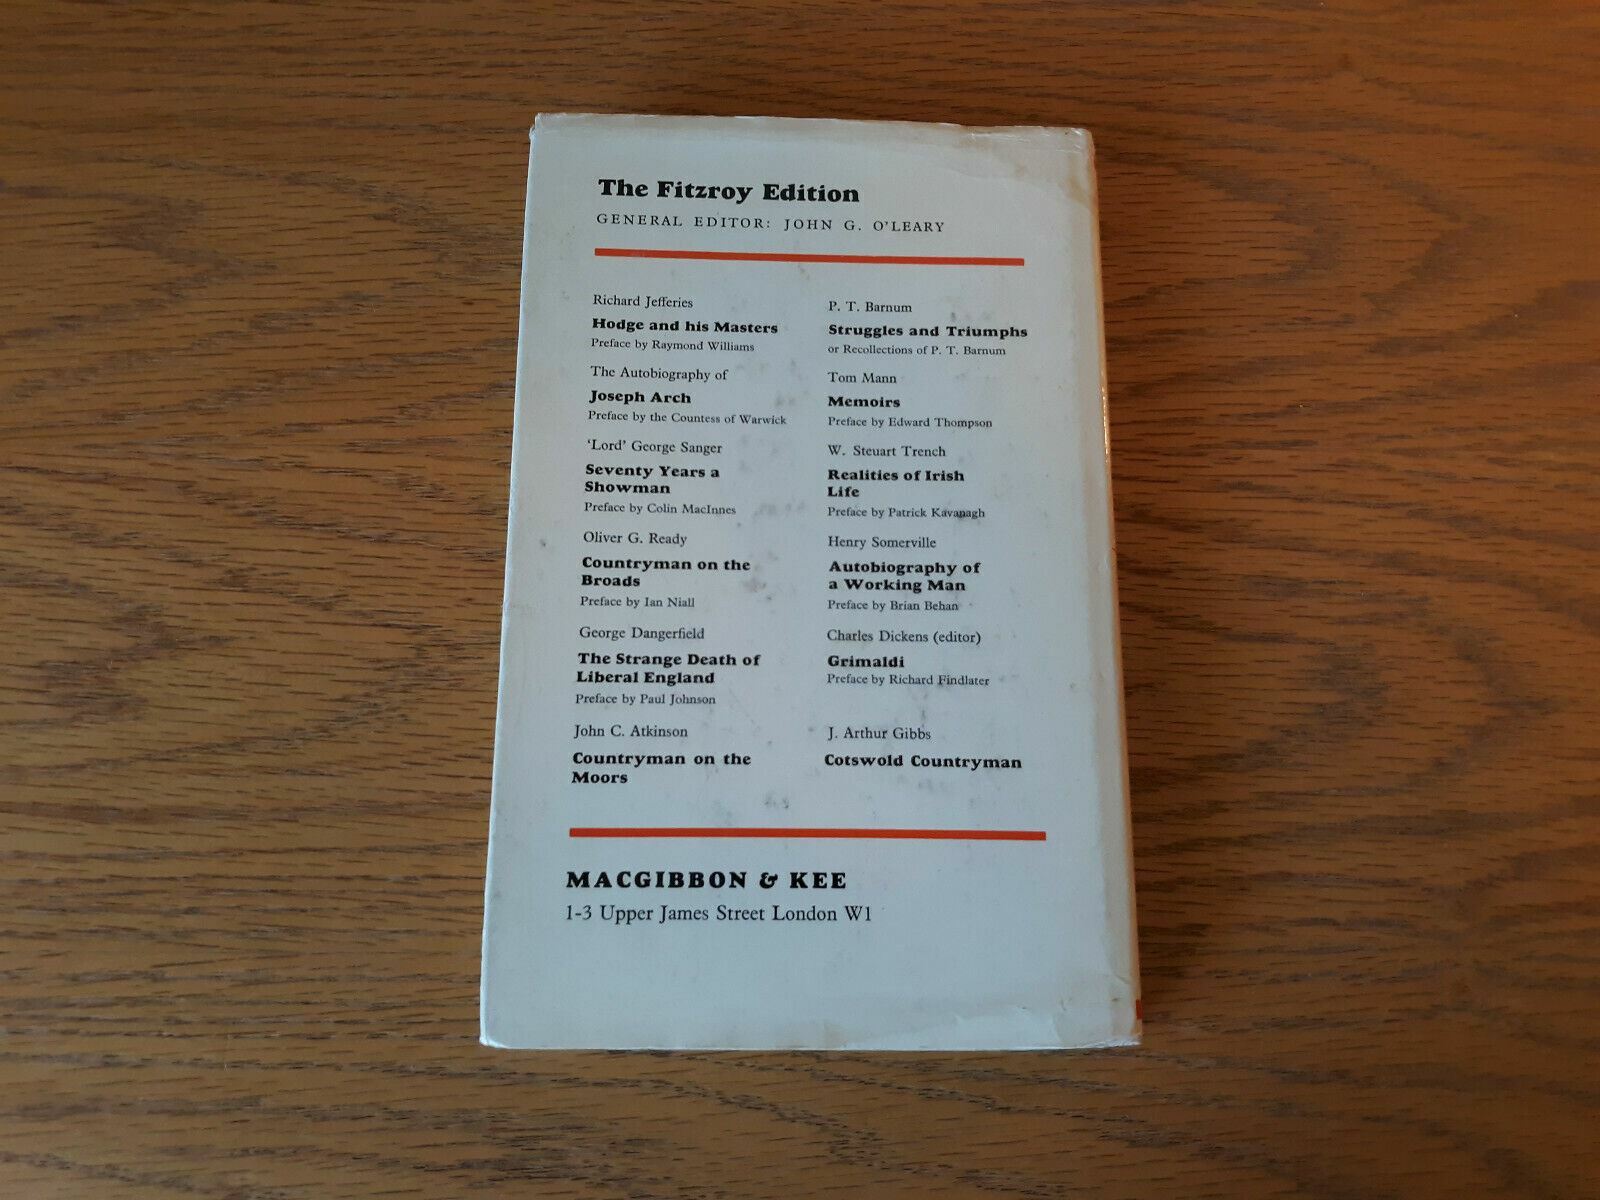 The Fitzroy Edition
GENERAL EDITOR: JOHN G. O'LEARY
Richard Jefferies
Hodge and his Masters
Preface by Raymond Williams
The Autobiography of
Joseph Arch
Preface by the Countess of Warwick
'Lord' George Sanger
Seventy Years a
Showman
Preface by Colin MacInnes
Oliver G. Ready
Countryman on the
Broads
Preface by Ian Niall
George Dangerfield
The Strange Death of
Liberal England
Preface by Paul Johnson
John C. Atkinson
Countryman on the
Moors
P. T. Barnum
Struggles and Triumphs
or Recollections of P. T. Barnum
Tom Mann
Memoirs
Preface by Edward Thompson
W. Steuart Trench
Realities of Irish
Life
Preface by Patrick Kavanagh
Henry Somerville
Autobiography of
a Working Man
Preface by Brian Behan
Charles Dickens (editor)
Grimaldi
Preface by Richard Findlater
J. Arthur Gibbs
Cotswold Countryman
MACGIBBON & KEE
1-3 Upper James Street London W1